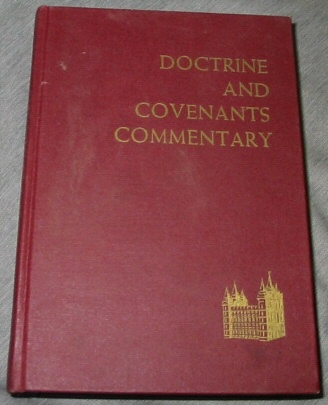 DOCTRINE
AND
COVENANTS
COMMENTARY